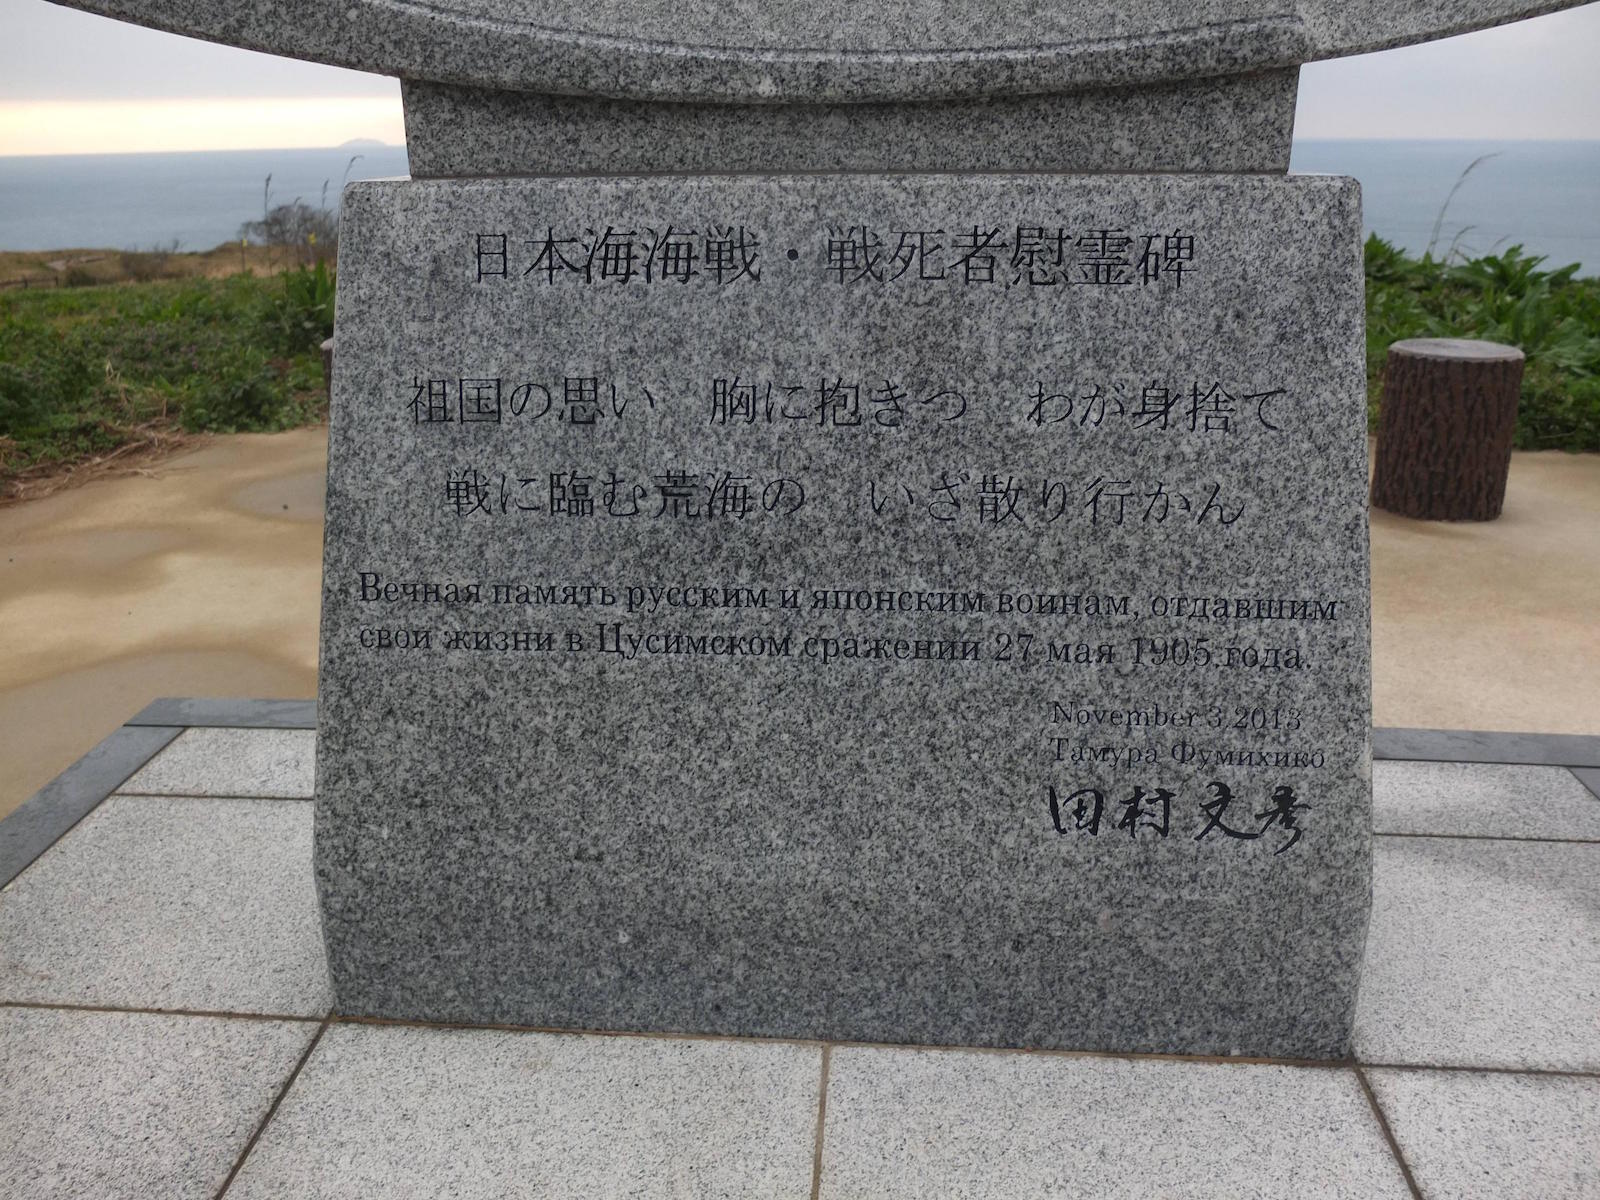 日本海海戦・戦死者慰霊碑
祖国の思い　胸に抱きつ　わが身捨て
戦に臨む荒海の　いざ散り行かん
Вечная память русским и японским воинам, отдавшим
свои жизни в Цусимском сражении 27 мая 1905 года.
November 3 2013
Тамура Фумихико
田村文彦